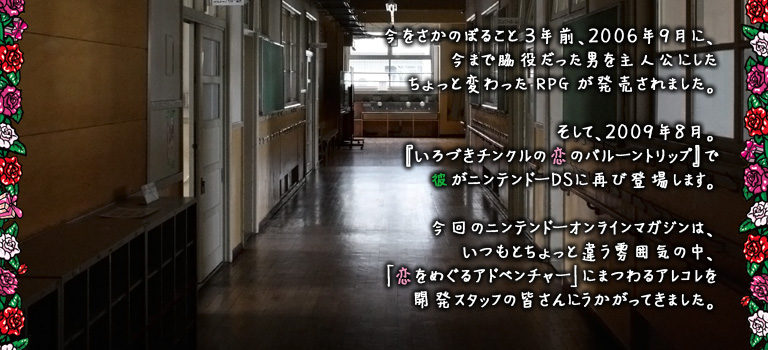 今をさかのぼること3年前、2006年9月に、
今まで脇役だった男を主人公にした
ちょっと変わったRPGが発売されました。
そして、2009年8月。
『いろづきチンクルの恋のバルーントリップ』で
彼がニンテンドーDSに再び登場します。
今回のニンテンドーオンラインマガジンは、
いつもとちょっと違う雰囲気の中、
「恋をめぐるアドベンチャー」にまつわるアレコレを
開発スタッフの皆さんにうかがってきました。